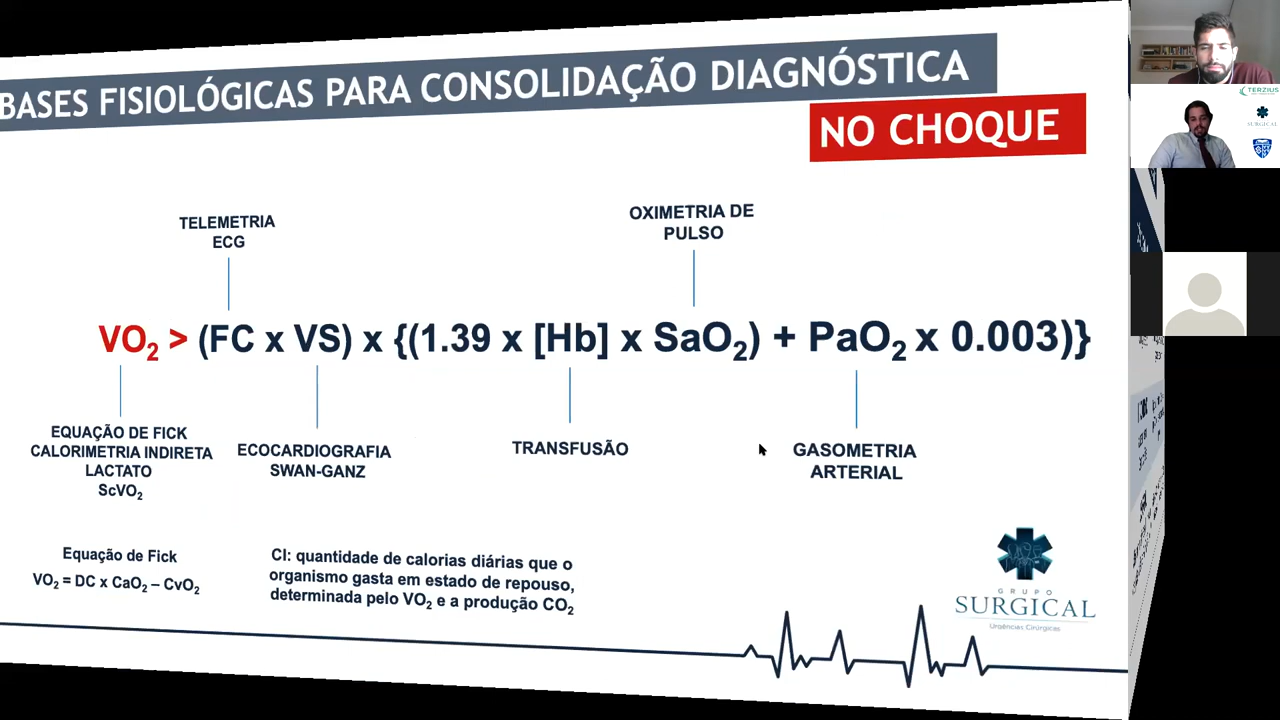 BASES FISIOLÓGICAS PARA CONSOLIDAÇÃO DIAGNÓSTICA
NO CHOQUE
TERZIUS
SURGICAL
TELEMETRIA
ECG
OXIMETRIA DE
PULSO
VO₂ > (FC x VS) x {(1.39 x [Hb] x SaO₂) + PaO₂ x 0.003)}
EQUAÇÃO DE FICK
CALORIMETRIA INDIRETA
LACTATO
ScVO₂
ECOCARDIOGRAFIA
SWAN-GANZ
TRANSFUSÃO
GASOMETRIA
ARTERIAL
Equação de Fick
VO₂ = DC x CaO₂ – CvO₂
CI: quantidade de calorias diárias que o
organismo gasta em estado de repouso,
determinada pelo VO₂ e a produção CO₂
GRUPO
SURGICAL
Urgências Cirúrgicas